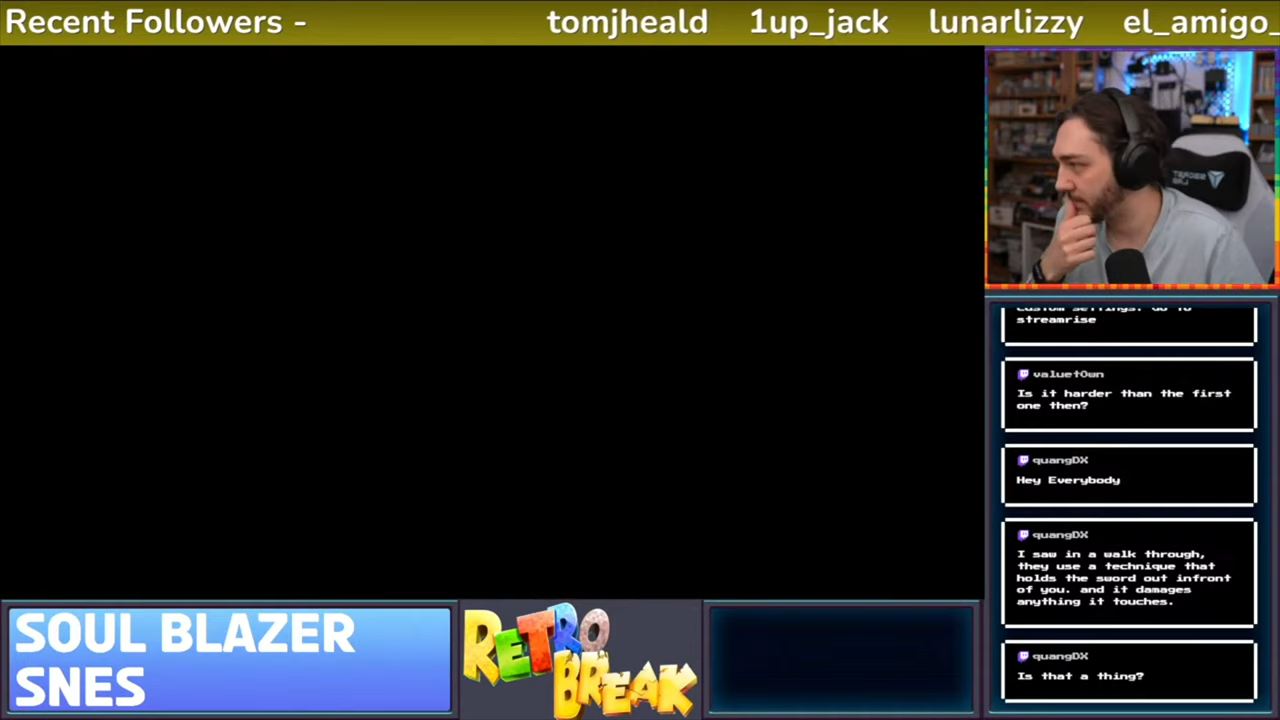 Recent Followers - tomjheald 1up_jack lunarlizzy el_amigo_
streamrise
valuet0wn
Is it harder than the first
one then?
quangDX
Hey Everybody
quangDX
I saw in a walk through,
they use a technique that
holds the sword out infront
of you. and it damages
anything it touches.
quangDX
Is that a thing?
SOUL BLAZER
SNES
RETRO
BREAK